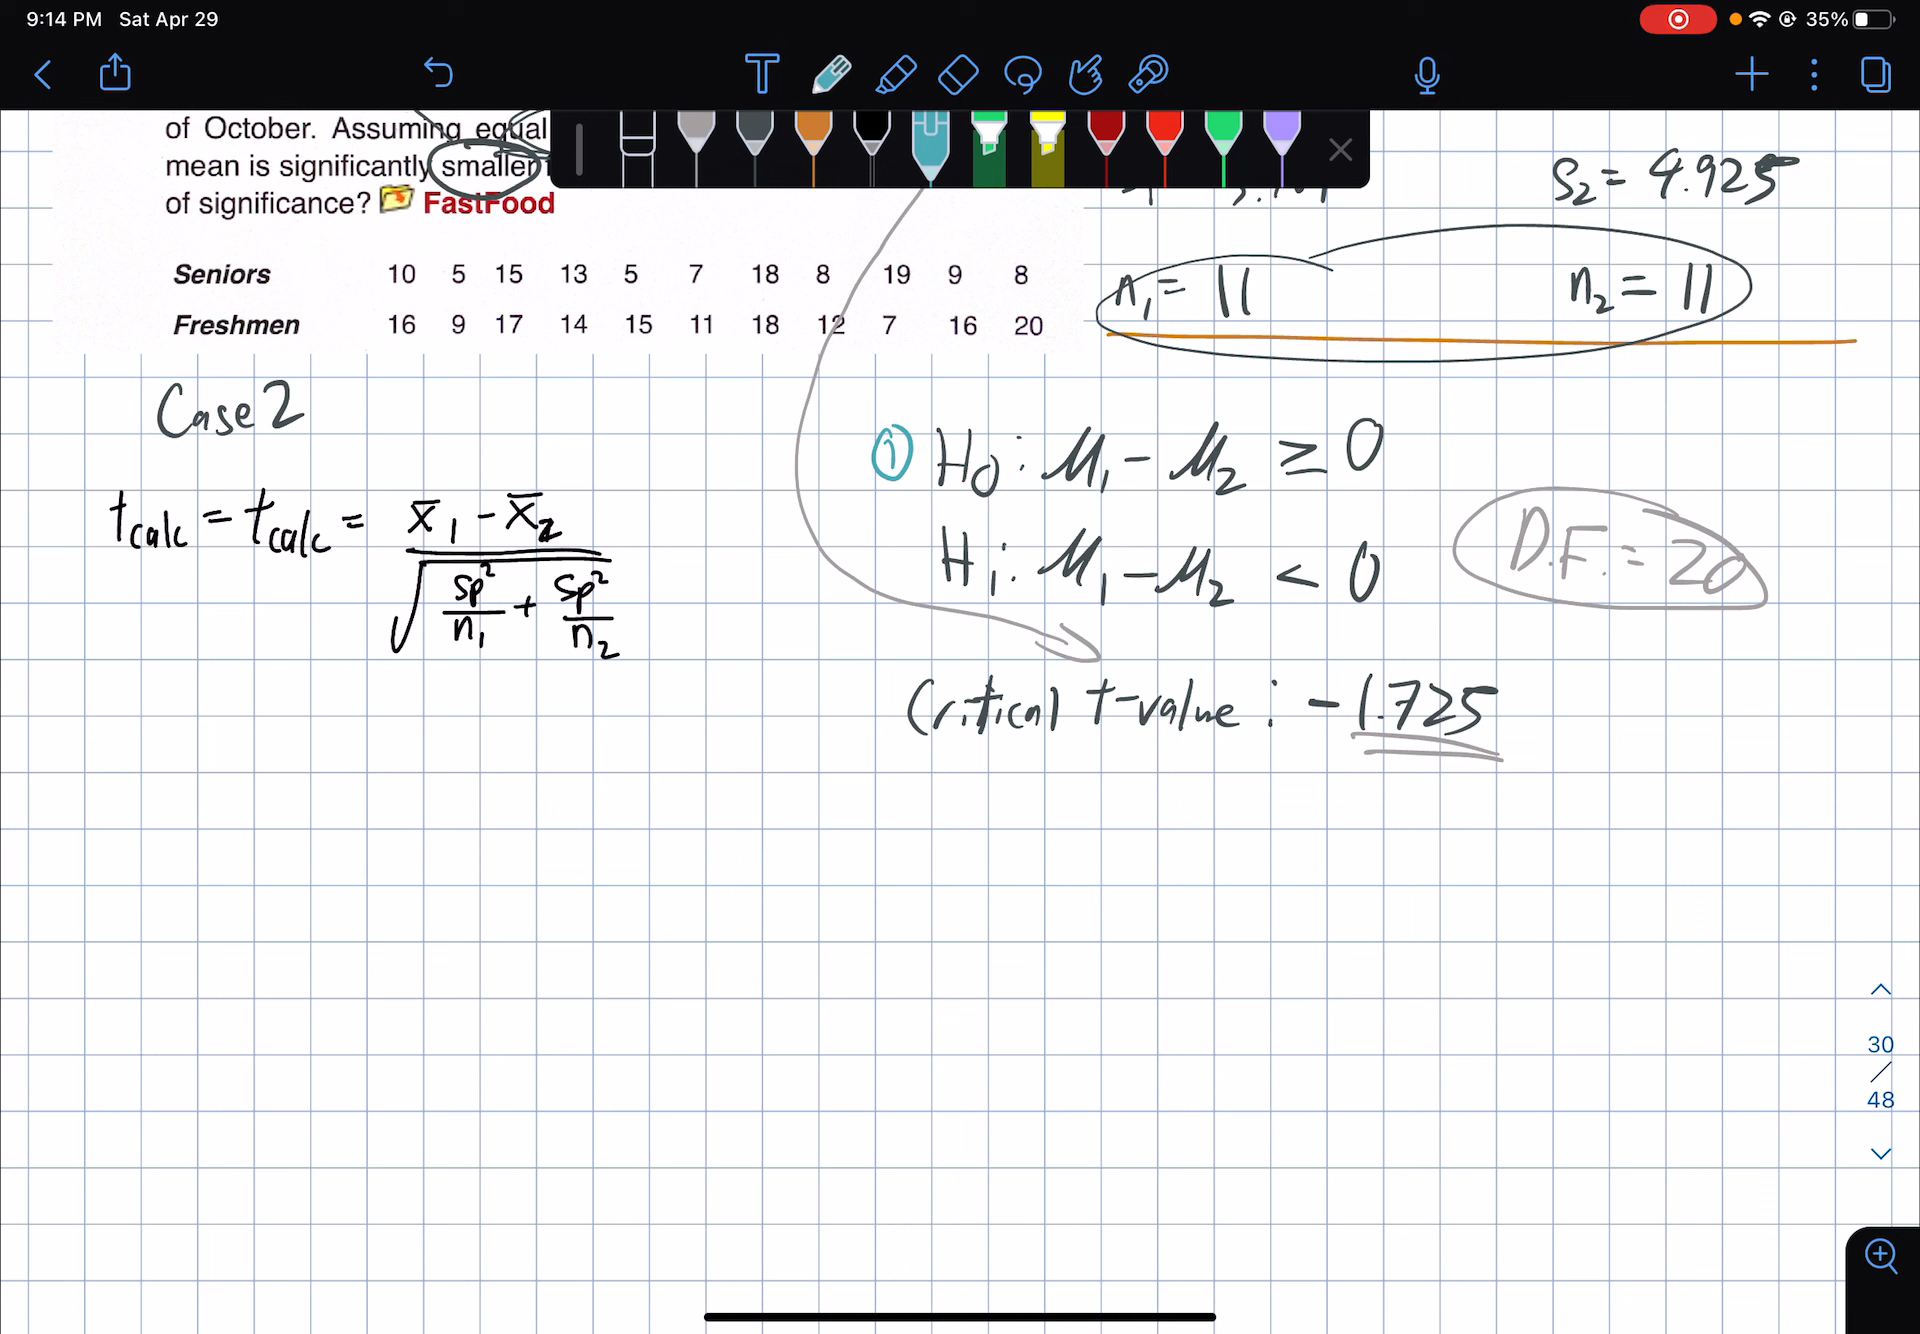 9:14 PM Sat Apr 29
35%
T
of October. Assuming equal
mean is significantly smaller
of significance? FastFood
S₂ = 4.925
Seniors 10 5 15 13 5 7 18 8 19 9 8
Freshmen 16 9 17 14 15 11 18 12 7 16 20
n₁ = 11 n₂ = 11
Case 2
① H₀: μ₁ - μ₂ ≥ 0
H₁: μ₁ - μ₂ < 0
D.F. = 20
tcalc = tcalc = x̄₁ - x̄₂
√ sp²/n₁ + sp²/n₂
Critical t-value : -1.725
30
/
48